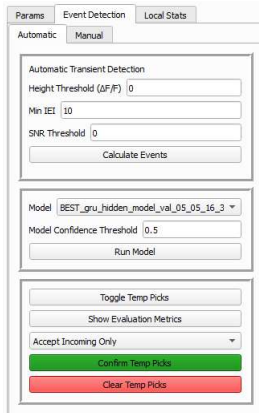 Params Event Detection Local Stats
Automatic Manual
Automatic Transient Detection
Height Threshold (ΔF/F) 0
Min IEI 10
SNR Threshold 0
Calculate Events
Model BEST_gru_hidden_model_val_05_05_16_3
Model Confidence Threshold 0.5
Run Model
Toggle Temp Picks
Show Evaluation Metrics
Accept Incoming Only
Confirm Temp Picks
Clear Temp Picks